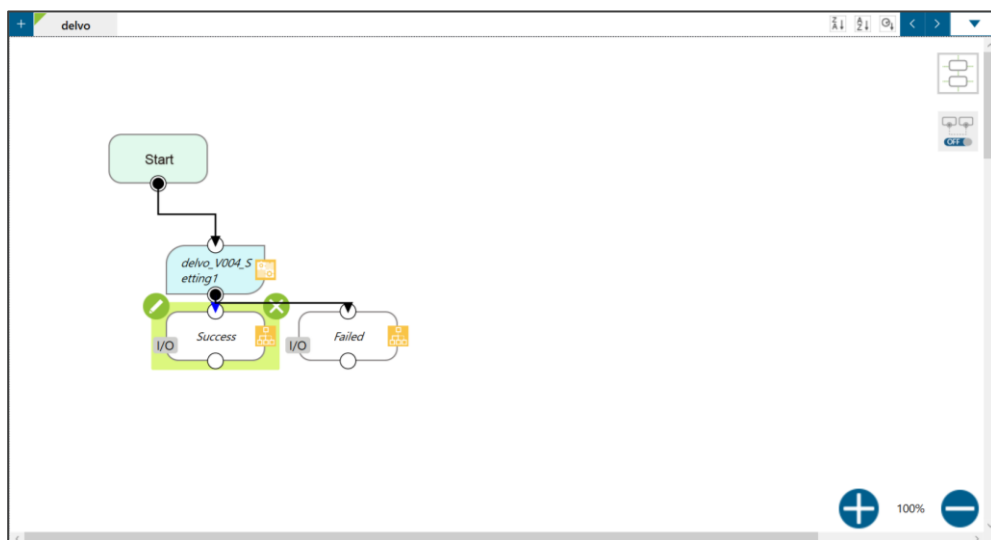 delvo
Start
delvo_V004_S
etting1
Success
I/O
Failed
I/O
OFF
100%